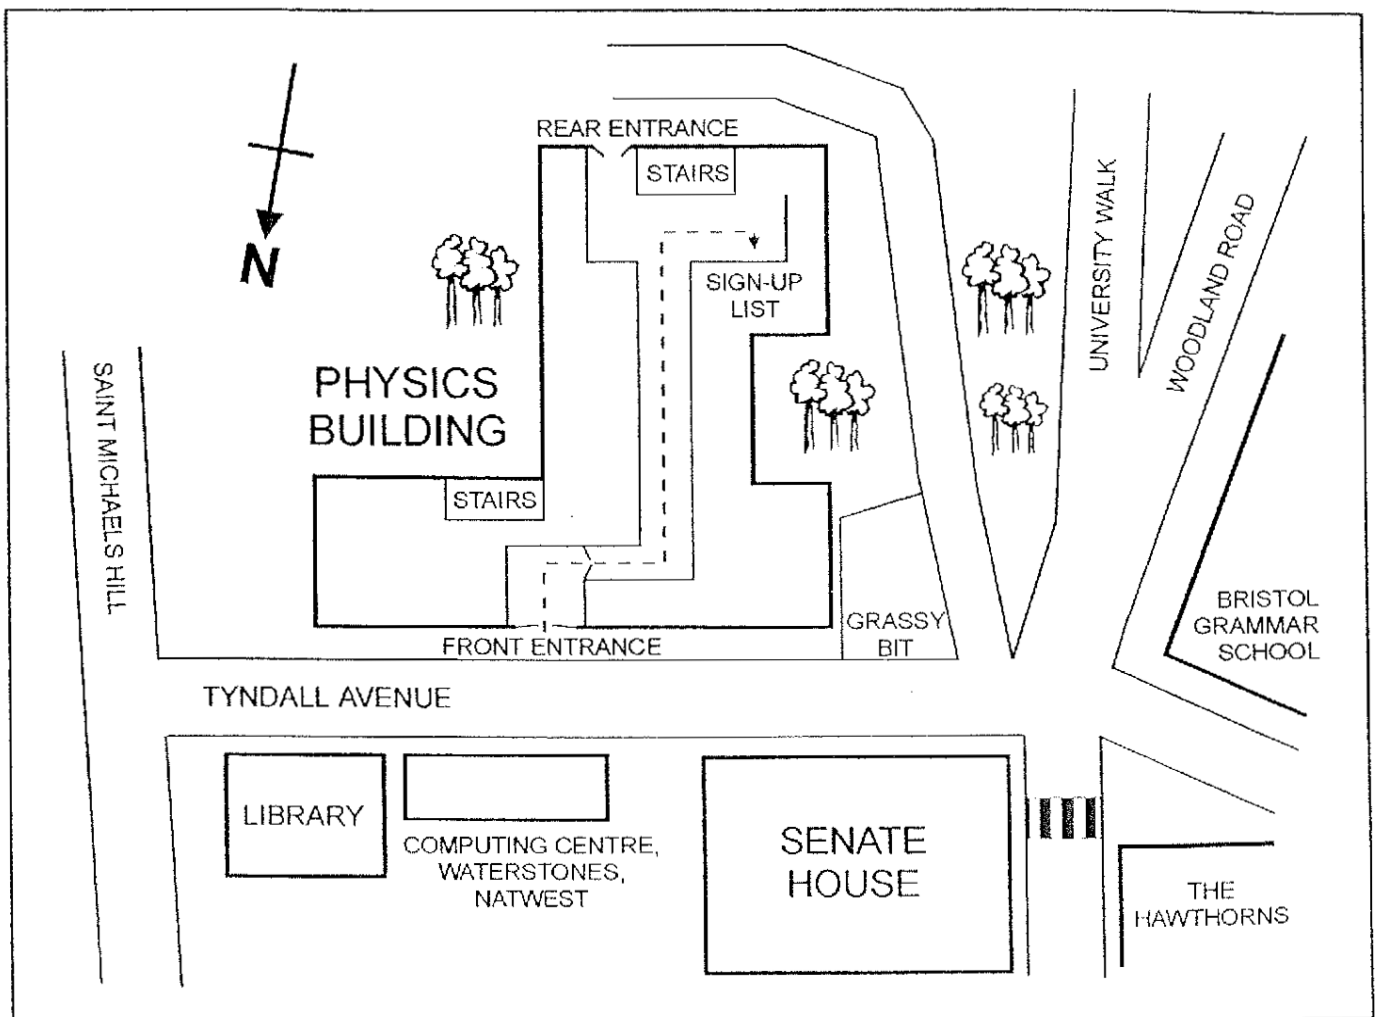 REAR ENTRANCE
STAIRS
N
SIGN-UP
LIST
UNIVERSITY WALK
WOODLAND ROAD
SAINT MICHAELS HILL
PHYSICS
BUILDING
STAIRS
FRONT ENTRANCE
GRASSY
BIT
BRISTOL
GRAMMAR
SCHOOL
TYNDALL AVENUE
LIBRARY
COMPUTING CENTRE,
WATERSTONES,
NATWEST
SENATE
HOUSE
THE
HAWTHORNS